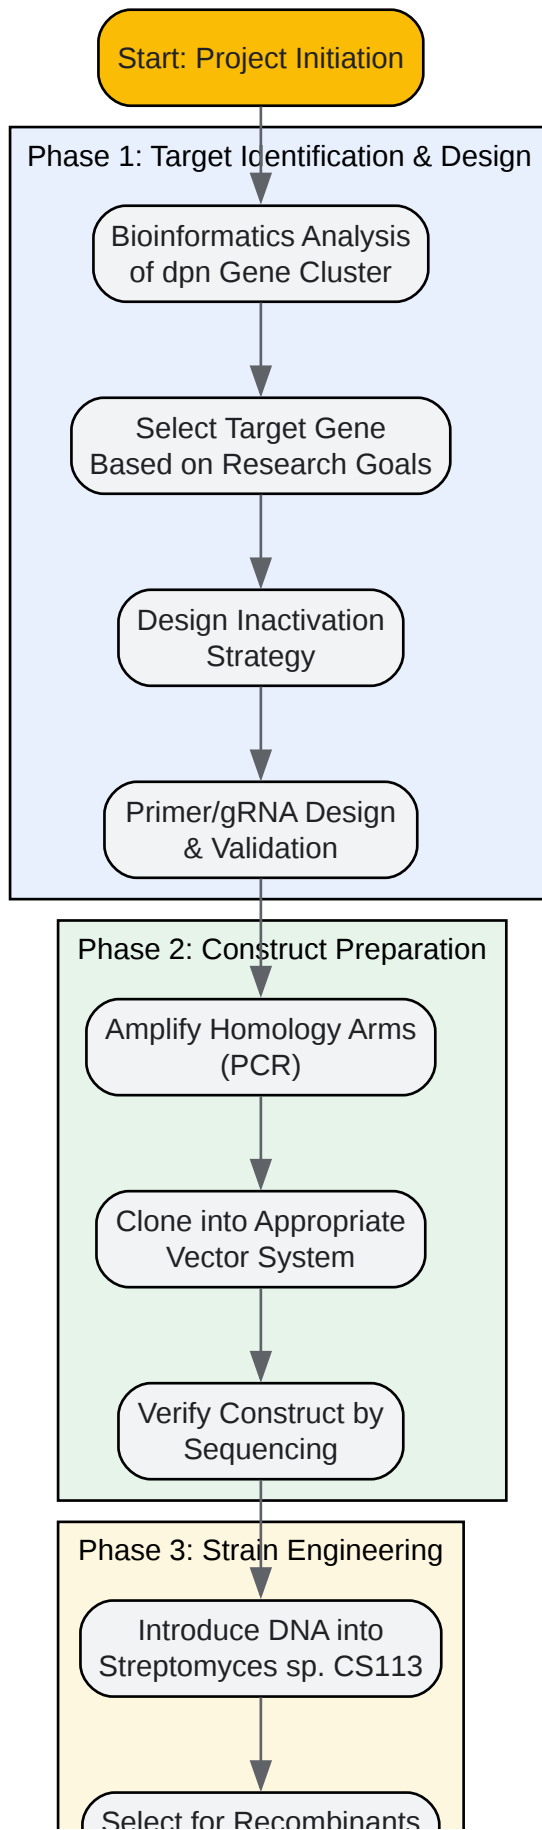 Start: Project Initiation
Phase 1: Target Identification & Design
Bioinformatics Analysis
of dpn Gene Cluster
Select Target Gene
Based on Research Goals
Design Inactivation
Strategy
Primer/gRNA Design
& Validation
Phase 2: Construct Preparation
Amplify Homology Arms
(PCR)
Clone into Appropriate
Vector System
Verify Construct by
Sequencing
Phase 3: Strain Engineering
Introduce DNA into
Streptomyces sp. CS113
Select for Recombinants